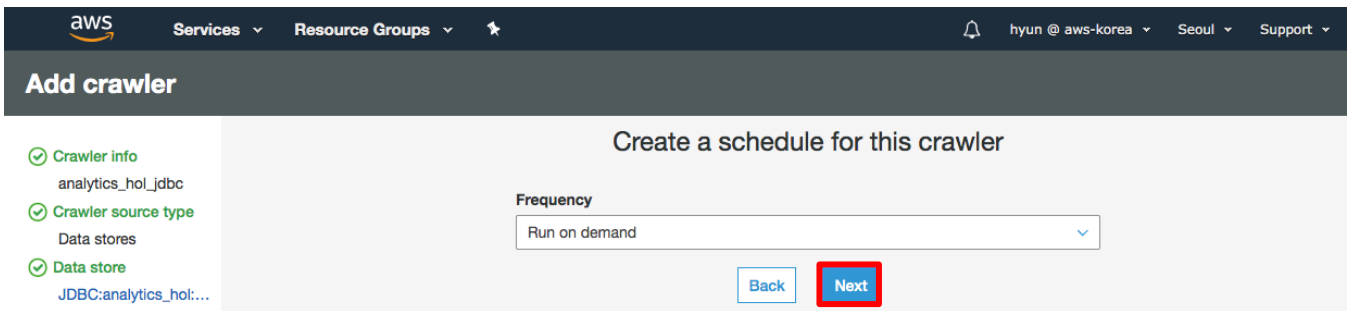 aws Services Resource Groups hyun @ aws-korea Seoul Support
Add crawler
Create a schedule for this crawler
Crawler info
analytics_hol_jdbc
Crawler source type
Data stores
Data store
JDBC:analytics_hol:...
Frequency
Run on demand
Back Next